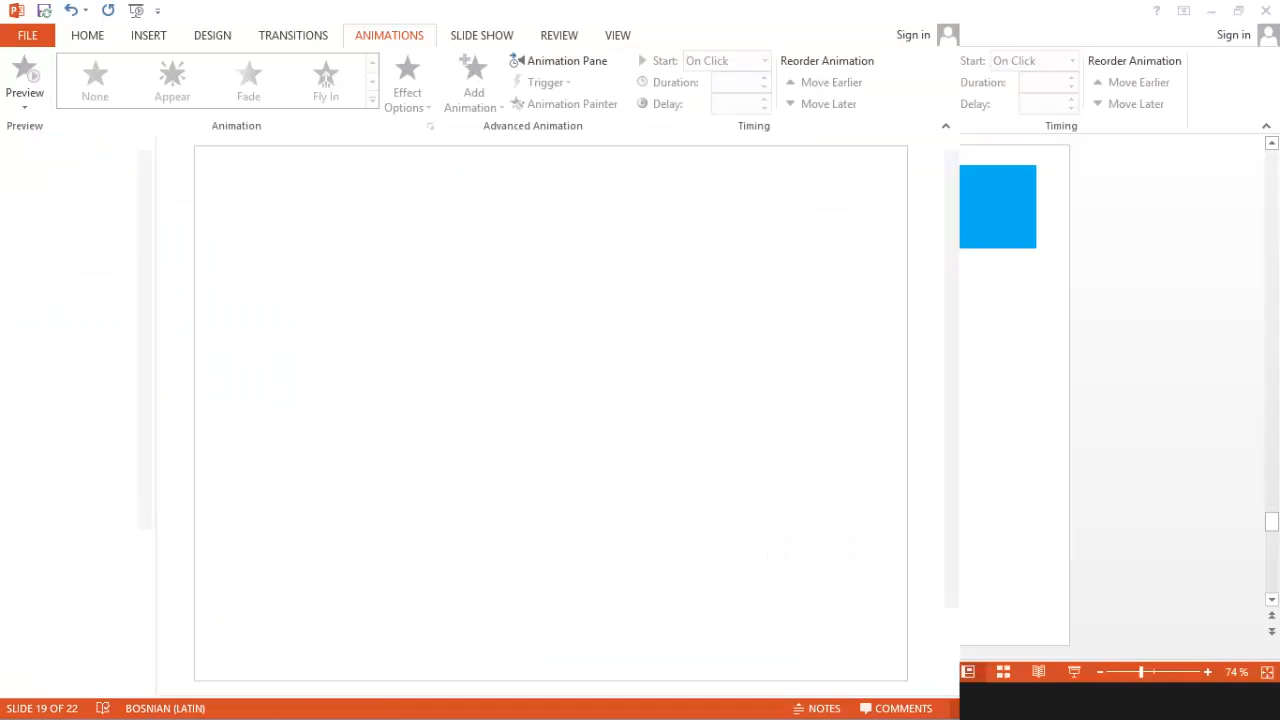 FILE HOME INSERT DESIGN TRANSITIONS ANIMATIONS SLIDE SHOW REVIEW VIEW Sign in Sign in
Preview
None Appear Fade Fly In
Effect
Options
Add
Animation
Animation Pane
Trigger
Animation Painter
Start: On Click
Duration:
Delay:
Reorder Animation
Move Earlier
Move Later
Start: On Click
Duration:
Delay:
Reorder Animation
Move Earlier
Move Later
Preview Animation Advanced Animation Timing Timing
74 %
SLIDE 19 OF 22 BOSNIAN (LATIN) NOTES COMMENTS